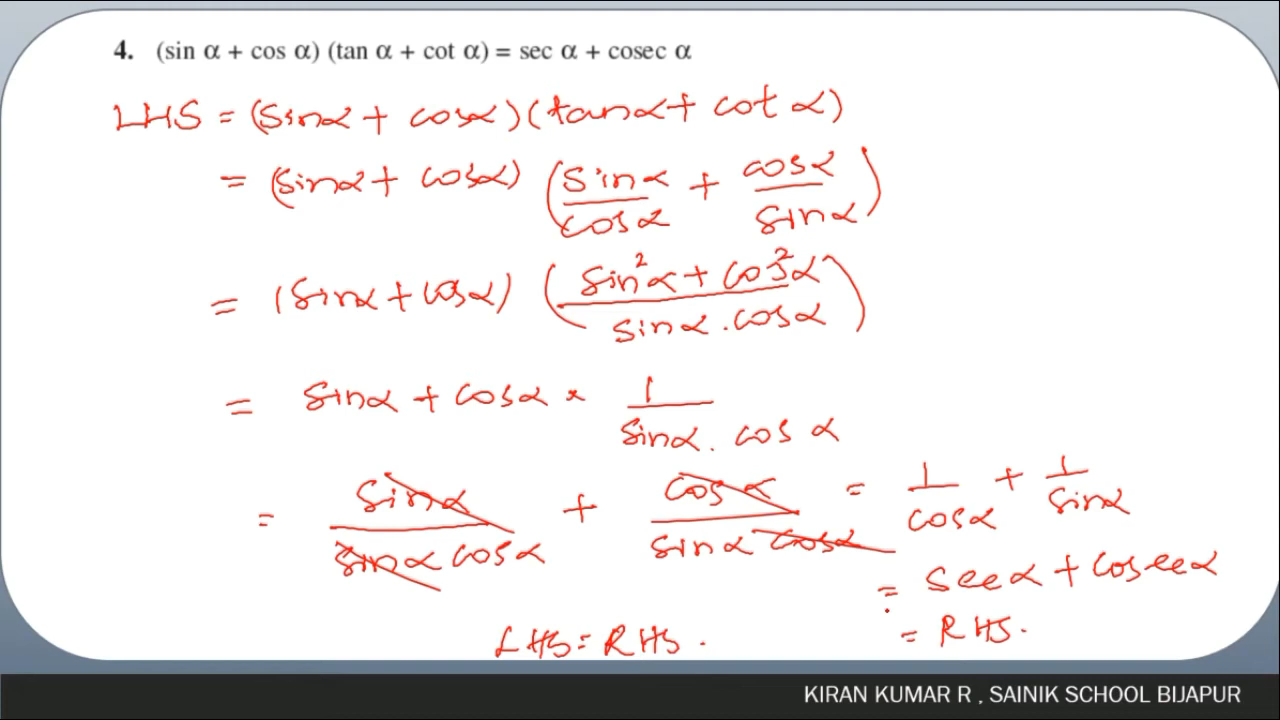 4. (sin α + cos α) (tan α + cot α) = sec α + cosec α
LHS = (sinα + cosα) (tanα + cot α)
= (sinα + cosα) (sinα/cosα + cosα/sinα)
= (sinα + cosα) (sin²α + cos²α / sinα . cosα)
= sinα + cosα × 1/sinα . cos α
= sinα/sinα cosα + cos α/sinα cosα = 1/cosα + 1/sinα
= secα + cosecα
= RHS.
LHS = RHS .
KIRAN KUMAR R , SAINIK SCHOOL BIJAPUR